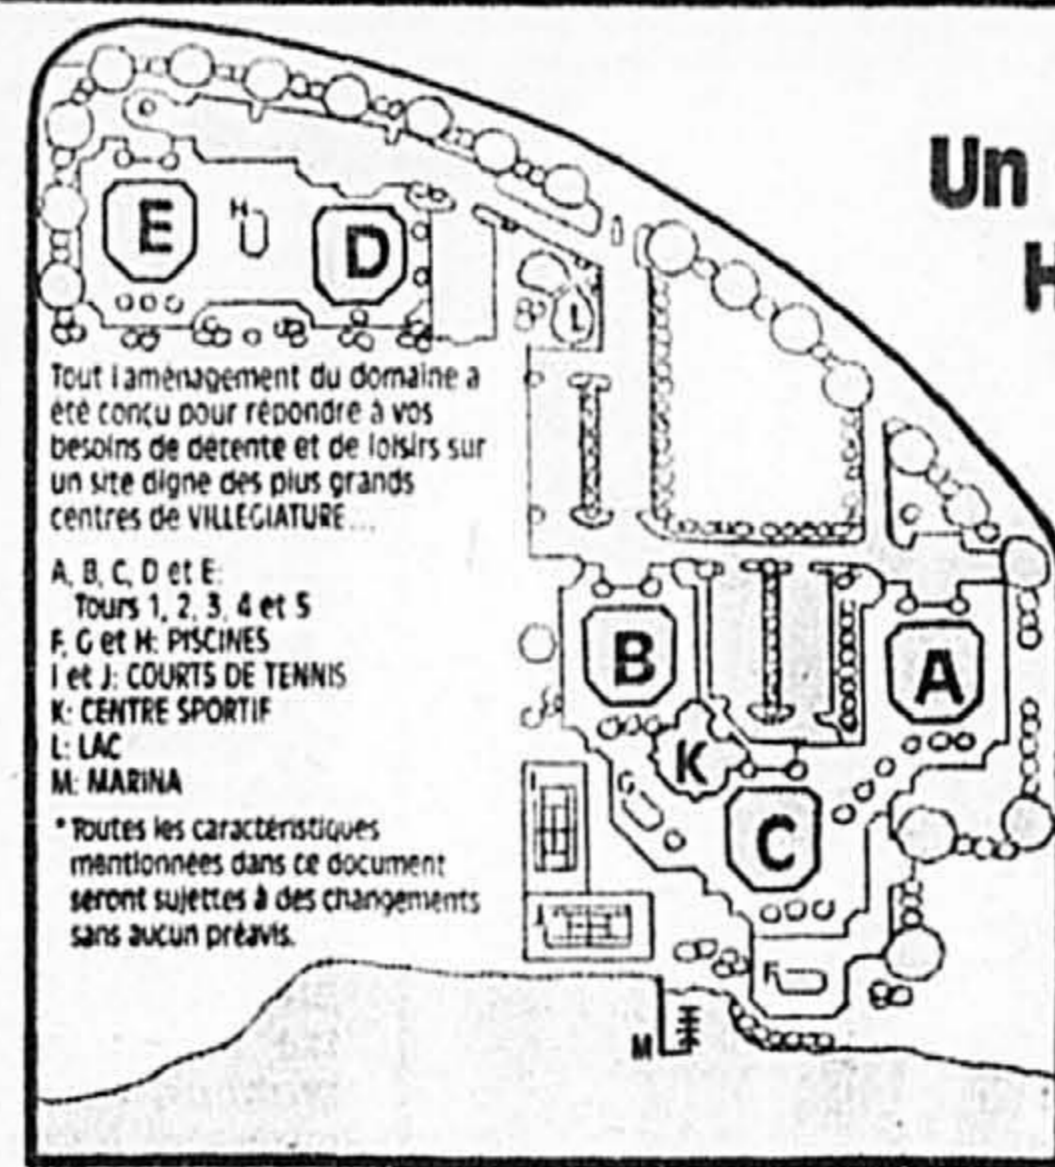 Un
H
E
H
D
L
Tout l'aménagement du domaine a
été conçu pour répondre à vos
besoins de détente et de loisirs sur
un site digne des plus grands
centres de VILLEGIATURE...
A, B, C, D et E:
Tours 1, 2, 3, 4 et 5
F, G et H: PISCINES
I et J: COURTS DE TENNIS
K: CENTRE SPORTIF
L: LAC
M: MARINA
* Toutes les caractéristiques
mentionnées dans ce document
seront sujettes à des changements
sans aucun préavis.
B
A
K
I
G
C
J
F
M